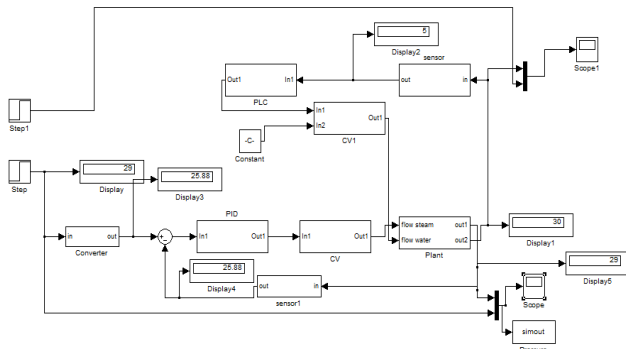 5
Display2
sensor
Scope1
Out1
In1
PLC
out
in
Step1
In1
In2
Out1
CV1
-C-
Constant
Step
29
Display
25.88
Display3
in
out
Converter
PID
In1
Out1
In1
Out1
CV
flow steam
flow water
out1
out2
Plant
30
Display1
25.88
Display4
out
in
sensor1
29
Display5
Scope
simout